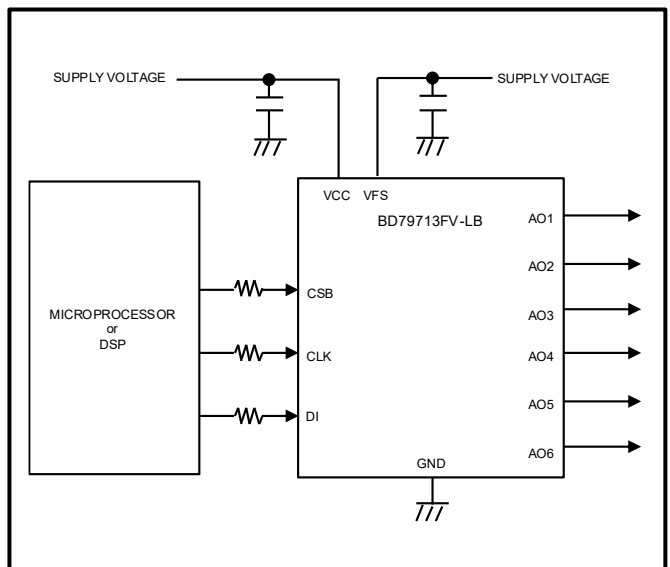 SUPPLY VOLTAGE
SUPPLY VOLTAGE
VCC
VFS
BD79713FV-LB
AO1
AO2
CSB
MICROPROCESSOR
or
DSP
AO3
CLK
AO4
DI
AO5
AO6
GND